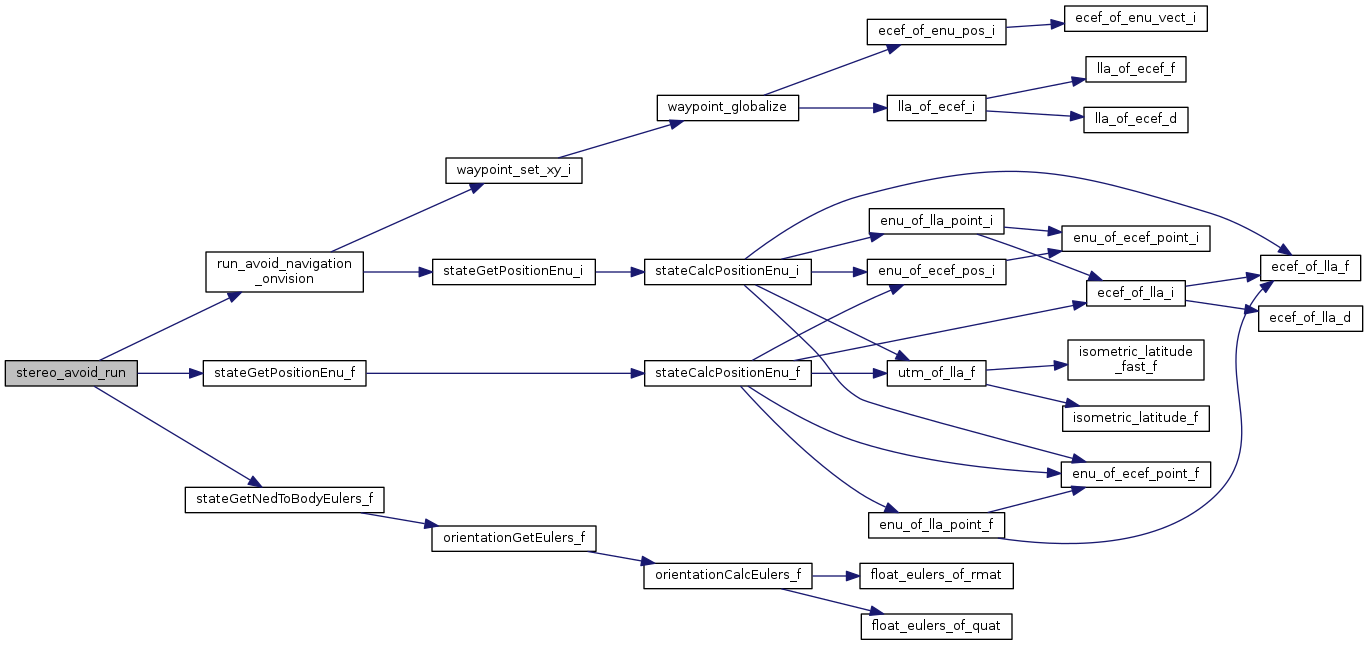 ecef_of_enu_pos_i
ecef_of_enu_vect_i
lla_of_ecef_f
waypoint_globalize
lla_of_ecef_i
lla_of_ecef_d
waypoint_set_xy_i
enu_of_lla_point_i
enu_of_ecef_point_i
run_avoid_navigation
_onvision
stateGetPositionEnu_i
stateCalcPositionEnu_i
enu_of_ecef_pos_i
ecef_of_lla_f
ecef_of_lla_i
ecef_of_lla_d
stereo_avoid_run
stateGetPositionEnu_f
stateCalcPositionEnu_f
utm_of_lla_f
isometric_latitude
_fast_f
isometric_latitude_f
enu_of_ecef_point_f
stateGetNedToBodyEulers_f
enu_of_lla_point_f
orientationGetEulers_f
orientationCalcEulers_f
float_eulers_of_rmat
float_eulers_of_quat